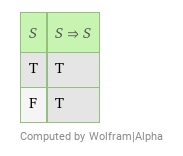 S S ⇒ S
T T
F T
Computed by Wolfram|Alpha